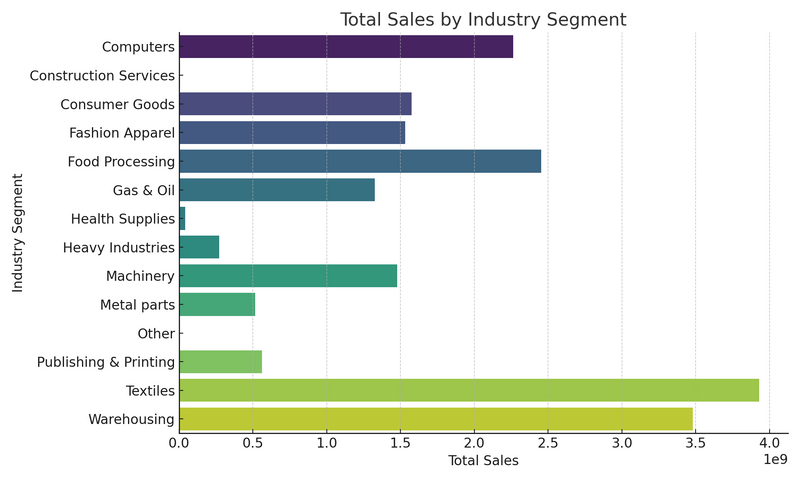 Total Sales by Industry Segment
Computers
Construction Services
Consumer Goods
Fashion Apparel
Food Processing
Gas & Oil
Health Supplies
Heavy Industries
Machinery
Metal parts
Other
Publishing & Printing
Textiles
Warehousing
Industry Segment
0.0 0.5 1.0 1.5 2.0 2.5 3.0 3.5 4.0
Total Sales
1e9